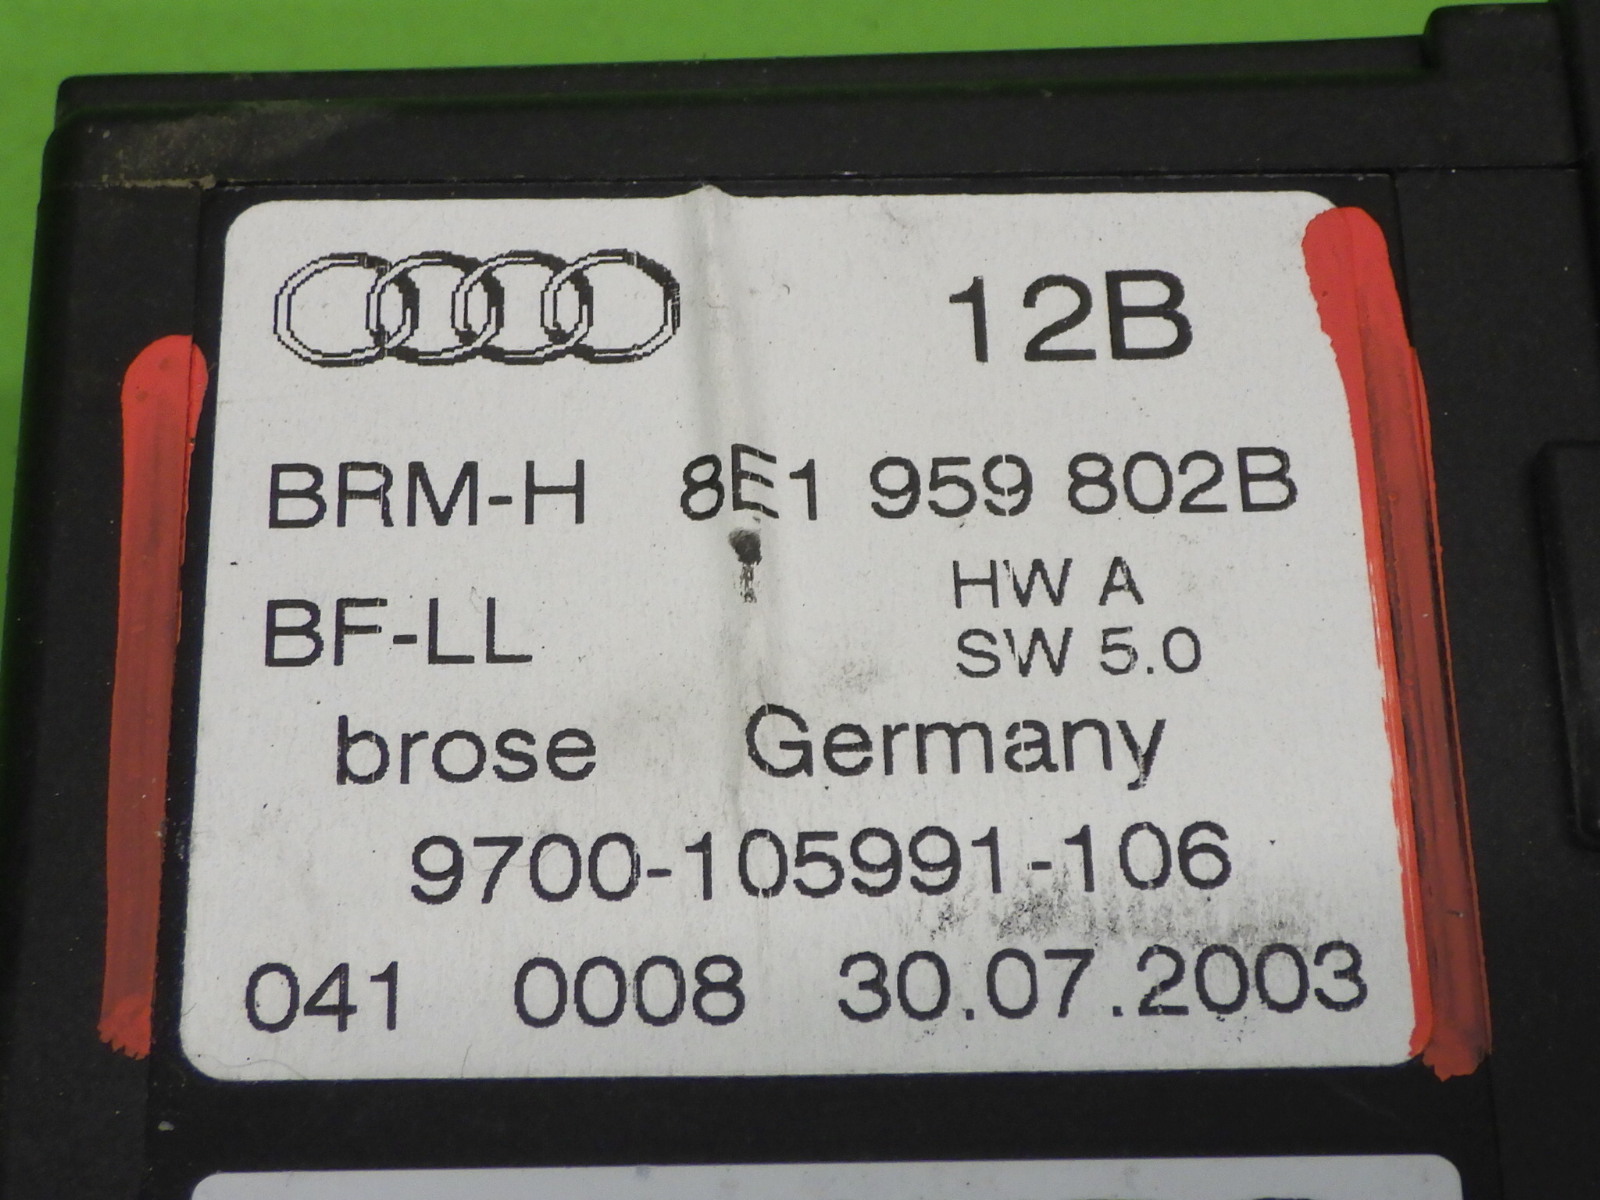 12B
BRM-H 8E1 959 802B
HW A
BF-LL
SW 5.0
brose Germany
9700-105991-106
041 0008 30.07.2003